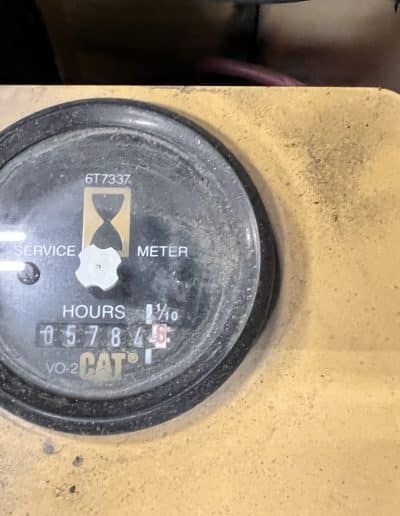 6T7337
SERVICE METER
HOURS 1/10
057846
VO-2
CAT